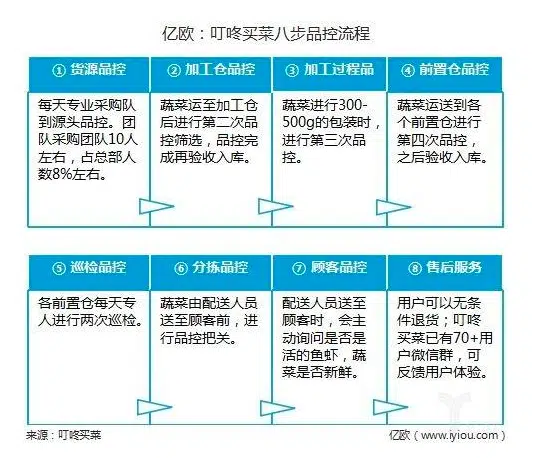 亿欧：叮咚买菜八步品控流程
① 货源品控
每天专业采购队
到源头品控。团
队采购团队10人
左右，占总部人
数8%左右。
② 加工仓品控
蔬菜运至加工仓
后进行第二次品
控筛选，品控完
成再验收入库。
③ 加工过程品
蔬菜进行300-
500g的包装时，
进行第三次品
控。
④ 前置仓品控
蔬菜运送到各
个前置仓进行
第四次品控，
之后验收入库。
⑤ 巡检品控
各前置仓每天专
人进行两次巡检。
⑥ 分拣品控
蔬菜由配送人员
送至顾客前，进
行品控把关。
⑦ 顾客品控
配送人员送至
顾客时，会主
动询问是否是
活的鱼虾，蔬
菜是否新鲜。
⑧ 售后服务
用户可以无条
件退货；叮咚
买菜已有70+用
户微信群，可
反馈用户体验。
来源：叮咚买菜
亿欧（www.iyiou.com）